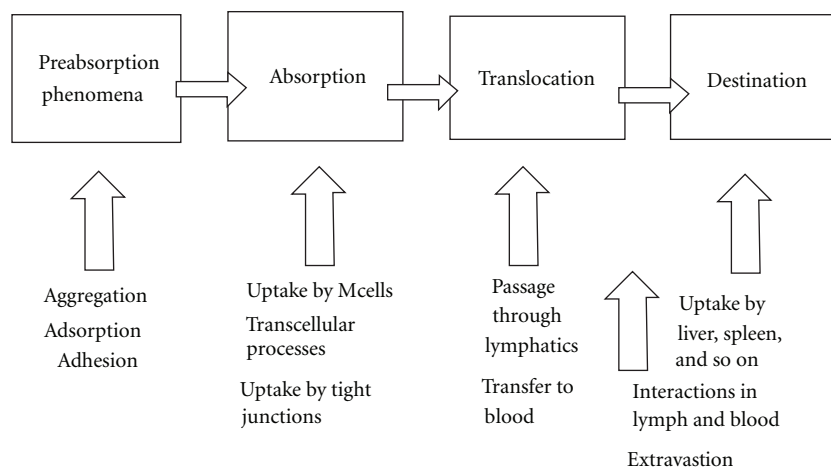 Preabsorption
phenomena
Absorption
Translocation
Destination
Aggregation
Adsorption
Adhesion
Uptake by Mcells
Transcellular
processes
Uptake by tight
junctions
Passage
through
lymphatics
Transfer to
blood
Uptake by
liver, spleen,
and so on
Interactions in
lymph and blood
Extravastion